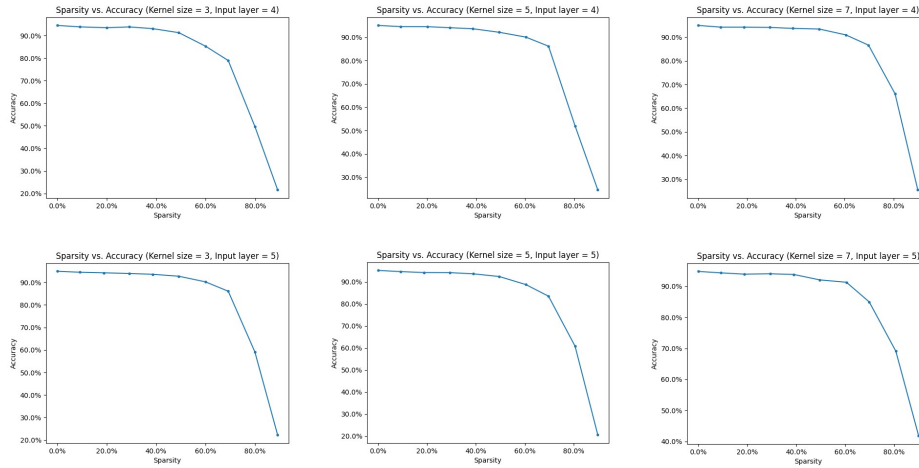 Sparsity vs. Accuracy (Kernel size = 3, Input layer = 4)
90.0%
80.0%
70.0%
60.0%
50.0%
40.0%
30.0%
20.0%
Accuracy
0.0% 20.0% 40.0% 60.0% 80.0%
Sparsity
Sparsity vs. Accuracy (Kernel size = 5, Input layer = 4)
90.0%
80.0%
70.0%
60.0%
50.0%
40.0%
30.0%
Accuracy
0.0% 20.0% 40.0% 60.0% 80.0%
Sparsity
Sparsity vs. Accuracy (Kernel size = 7, Input layer = 4)
90.0%
80.0%
70.0%
60.0%
50.0%
40.0%
30.0%
Accuracy
0.0% 20.0% 40.0% 60.0% 80.0%
Sparsity
Sparsity vs. Accuracy (Kernel size = 3, Input layer = 5)
90.0%
80.0%
70.0%
60.0%
50.0%
40.0%
30.0%
20.0%
Accuracy
0.0% 20.0% 40.0% 60.0% 80.0%
Sparsity
Sparsity vs. Accuracy (Kernel size = 5, Input layer = 5)
90.0%
80.0%
70.0%
60.0%
50.0%
40.0%
30.0%
20.0%
Accuracy
0.0% 20.0% 40.0% 60.0% 80.0%
Sparsity
Sparsity vs. Accuracy (Kernel size = 7, Input layer = 5)
90.0%
80.0%
70.0%
60.0%
50.0%
40.0%
Accuracy
0.0% 20.0% 40.0% 60.0% 80.0%
Sparsity